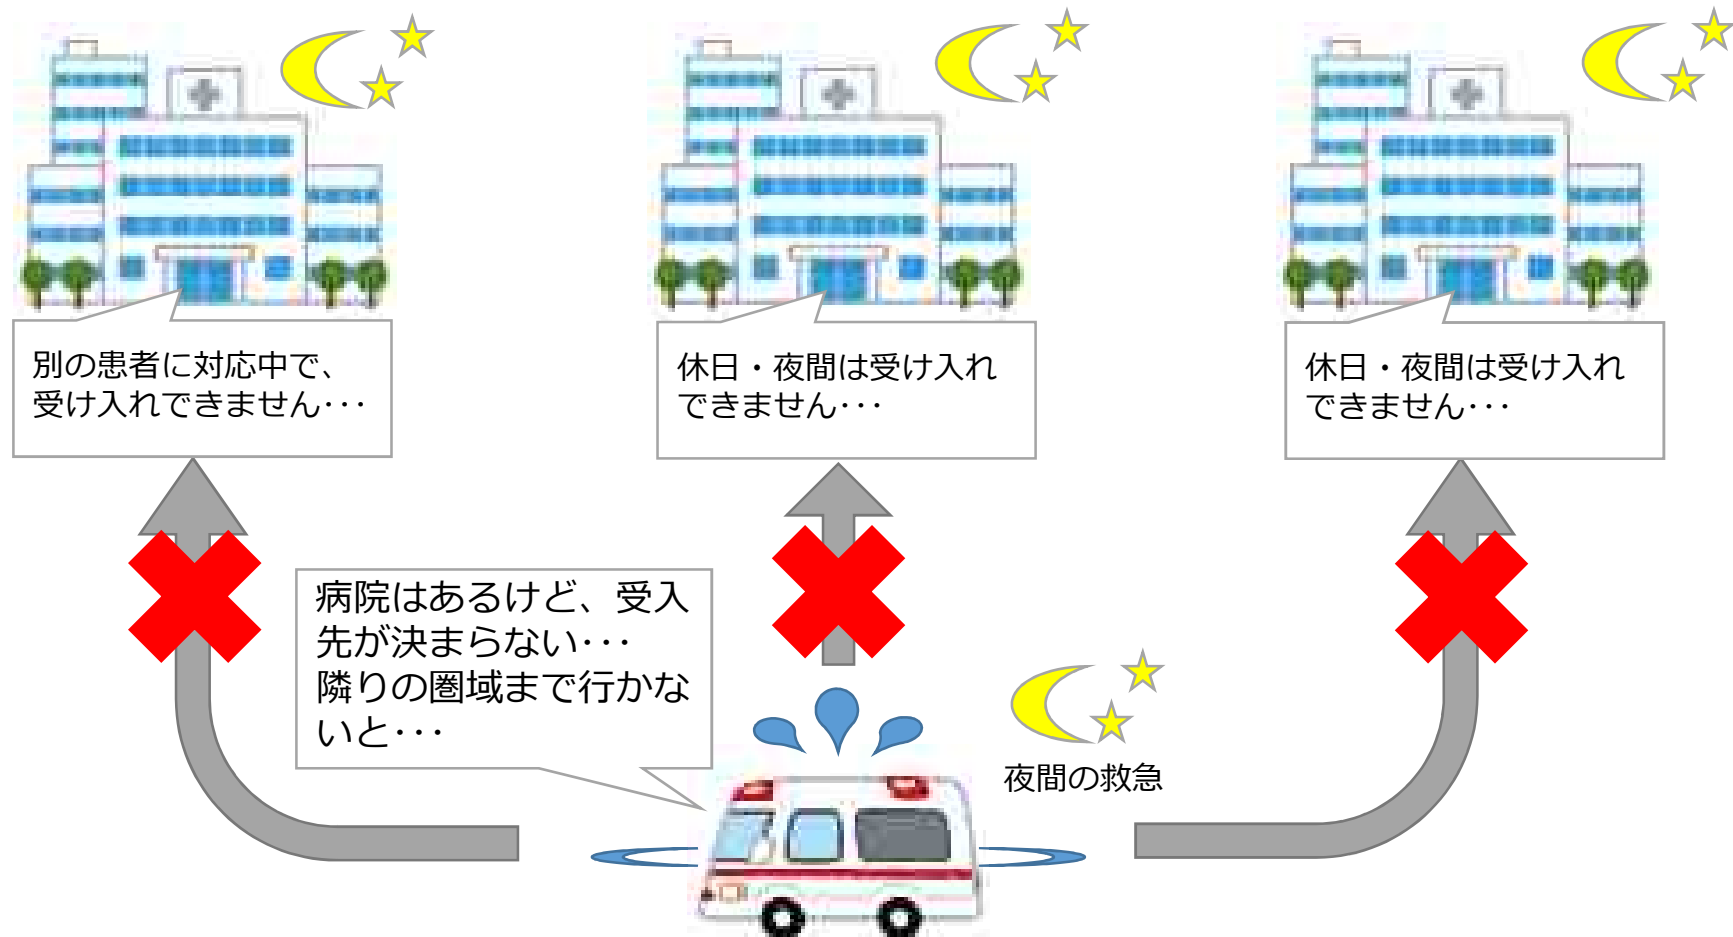 別の患者に対応中で、
受け入れできません･･･
休日・夜間は受け入れ
できません･･･
休日・夜間は受け入れ
できません･･･
病院はあるけど、受入
先が決まらない･･･
隣りの圏域まで行かな
いと･･･
夜間の救急